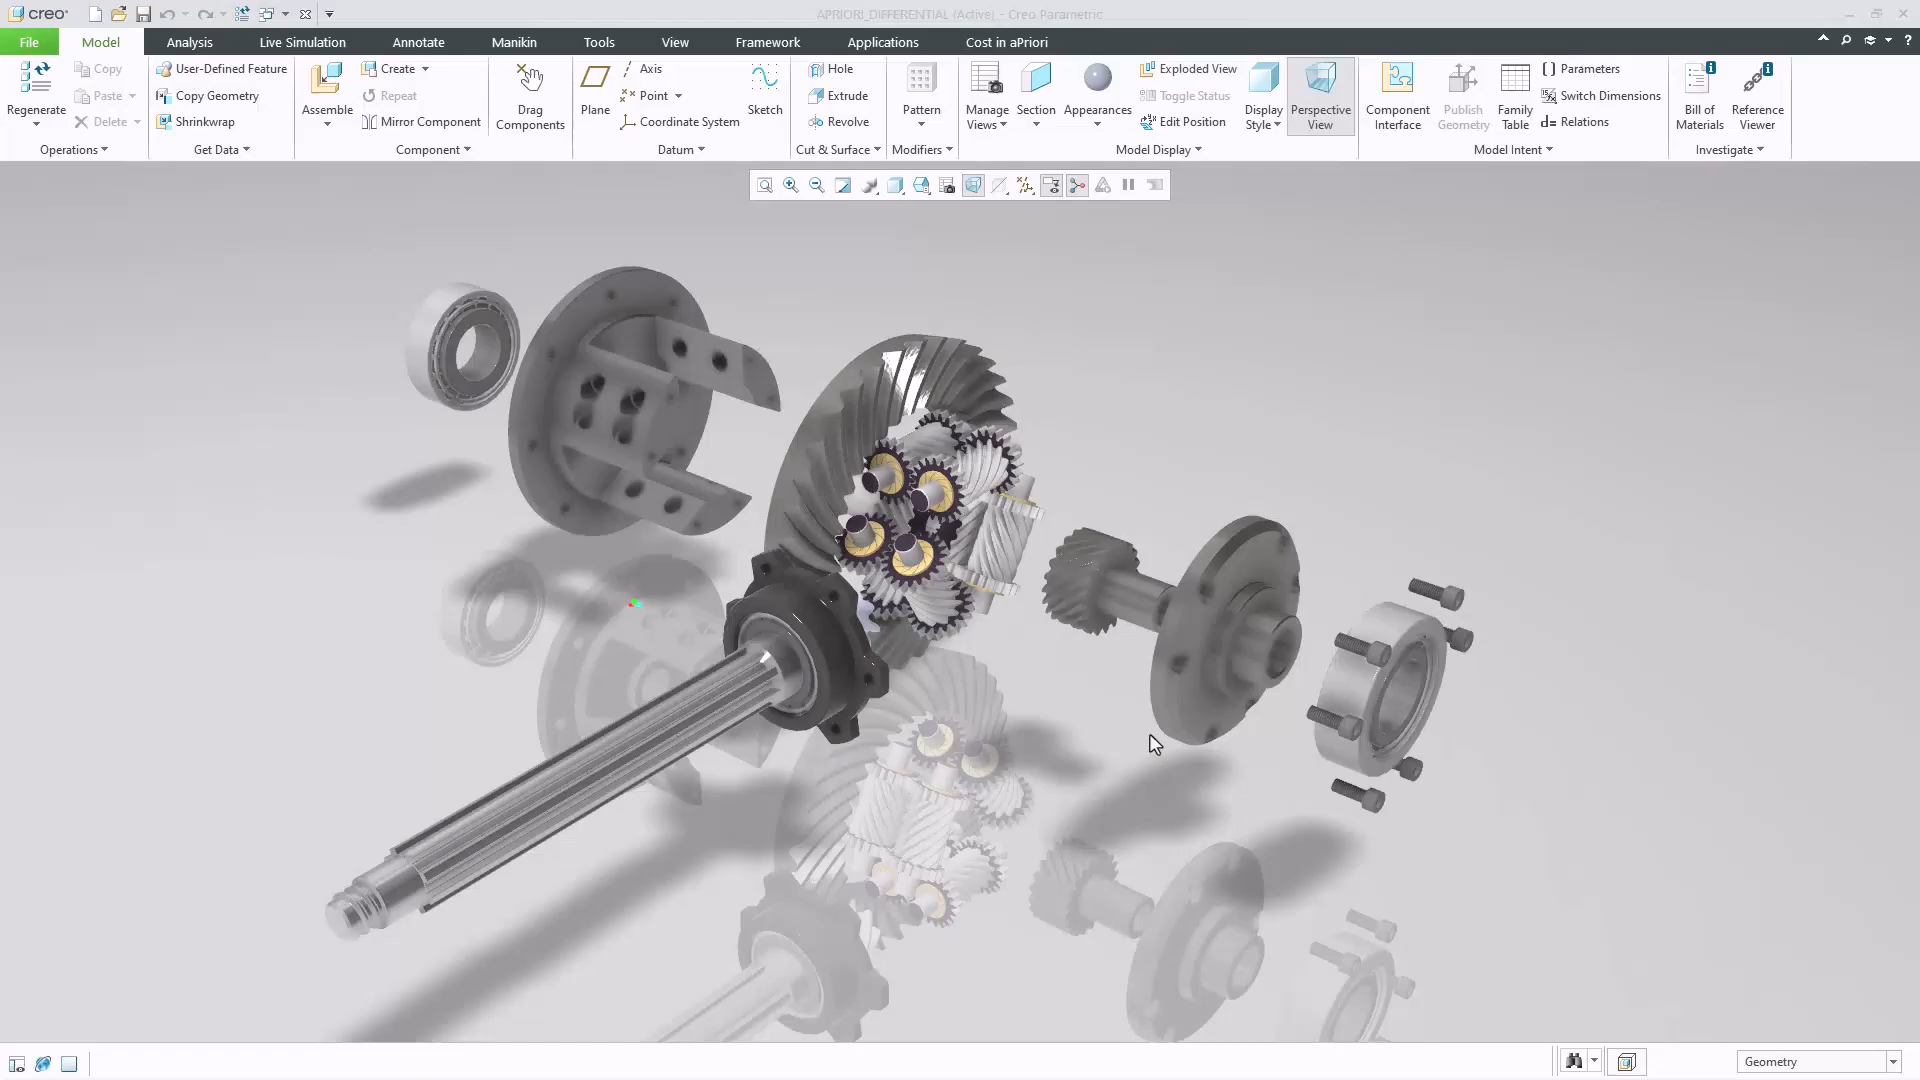 creo
APRIORI_DIFFERENTIAL (Active) - Creo Parametric
File Model Analysis Live Simulation Annotate Manikin Tools View Framework Applications Cost in aPriori
Regenerate
Copy
Paste
Delete
Operations
User-Defined Feature
Copy Geometry
Shrinkwrap
Get Data
Assemble
Create
Repeat
Mirror Component
Drag
Components
Component
Plane
Axis
Point
Coordinate System
Sketch
Datum
Hole
Extrude
Revolve
Cut & Surface
Pattern
Modifiers
Manage
Views
Section
Appearances
Exploded View
Toggle Status
Edit Position
Display
Style
Perspective
View
Model Display
Component
Interface
Publish
Geometry
Family
Table
Parameters
Switch Dimensions
d= Relations
Model Intent
Bill of
Materials
Reference
Viewer
Investigate
Geometry